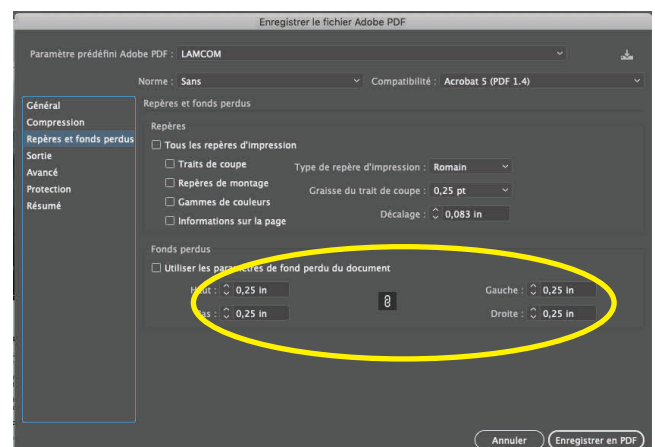 Enregistrer le fichier Adobe PDF
Paramètre prédéfini Adobe PDF : LAMCOM
Norme : Sans Compatibilité : Acrobat 5 (PDF 1.4)
Général
Compression
Repères et fonds perdus
Sortie
Avancé
Protection
Résumé
Repères et fonds perdus
Repères
Tous les repères d'impression
Traits de coupe
Repères de montage
Gammes de couleurs
Informations sur la page
Type de repère d'impression : Romain
Graisse du trait de coupe : 0,25 pt
Décalage : 0,083 in
Fonds perdus
Utiliser les paramètres de fond perdu du document
Haut : 0,25 in
Bas : 0,25 in
Gauche : 0,25 in
Droite : 0,25 in
Annuler
Enregistrer en PDF